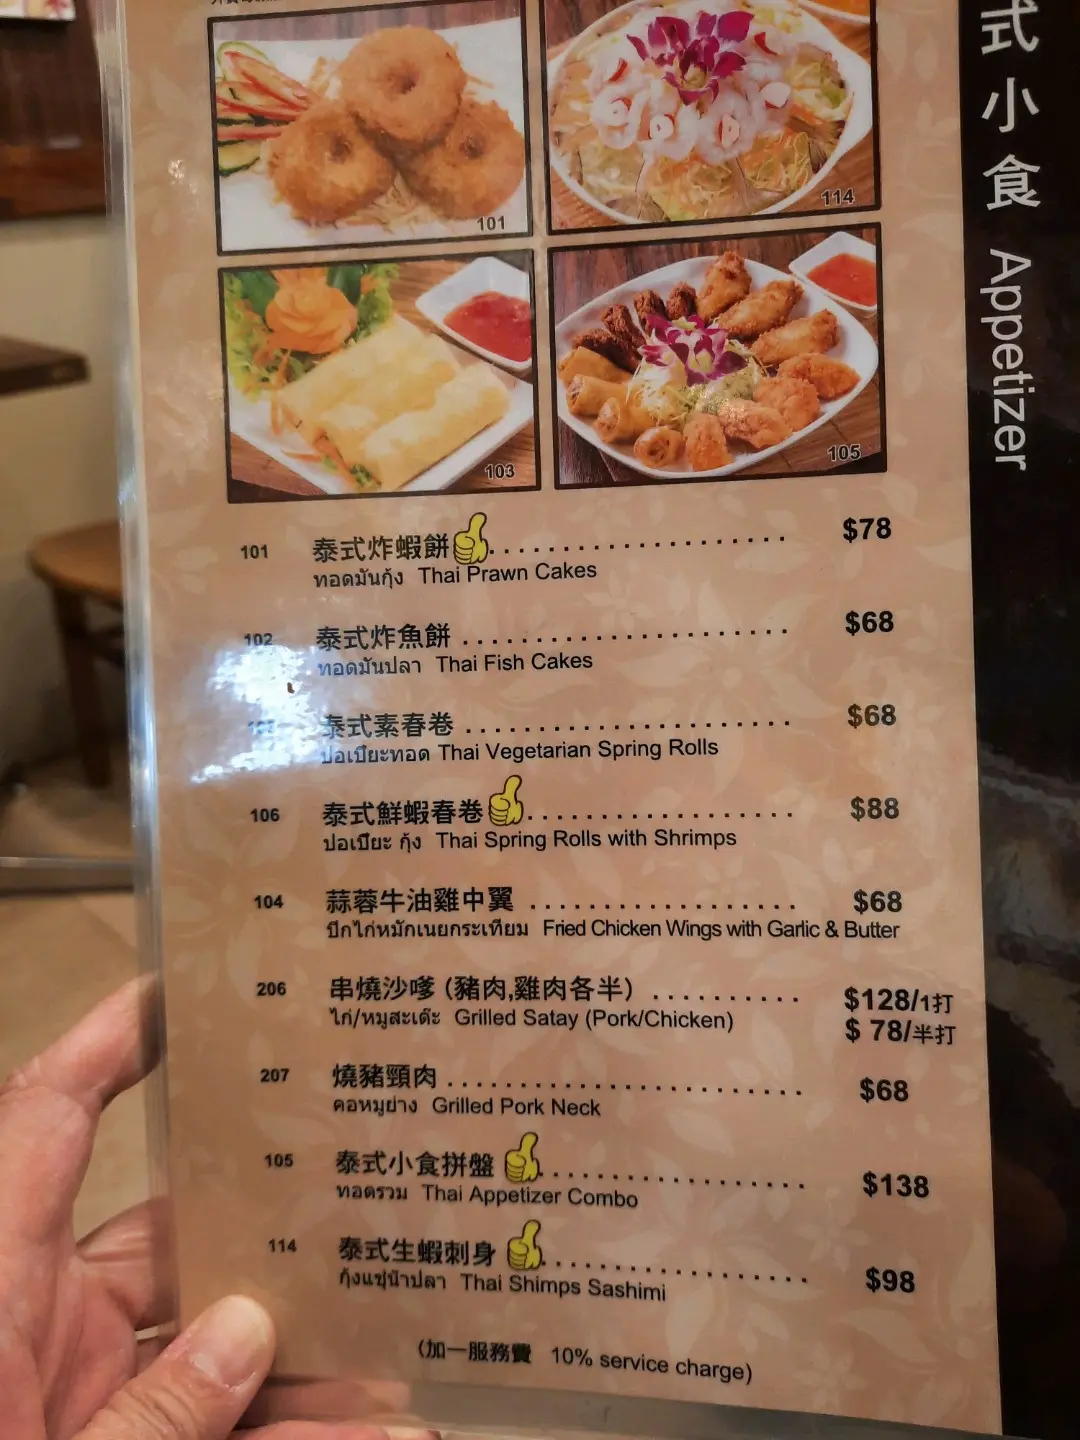 式小食 Appetizer
101
114
103
105
101 泰式炸蝦餅 ........................ $78
ทอดมันกุ้ง Thai Prawn Cakes
102 泰式炸魚餅 ........................ $68
ทอดมันปลา Thai Fish Cakes
泰式素春卷 ........................ $68
ปอเปี๊ยะทอด Thai Vegetarian Spring Rolls
106 泰式鮮蝦春卷 ................... $88
ปอเปี๊ยะ กุ้ง Thai Spring Rolls with Shrimps
104 蒜蓉牛油雞中翼 ................... $68
ปีกไก่หมักเนยกระเทียม Fried Chicken Wings with Garlic & Butter
206 串燒沙嗲 (豬肉,雞肉各半) ........... $128/1打
ไก่/หมูสะเต๊ะ Grilled Satay (Pork/Chicken) $ 78/半打
207 燒豬頸肉 .......................... $68
คอหมูย่าง Grilled Pork Neck
105 泰式小食拼盤 ................... $138
ทอดรวม Thai Appetizer Combo
114 泰式生蝦刺身 ................... $98
กุ้งแช่น้ำปลา Thai Shimps Sashimi
(加一服務費 10% service charge)